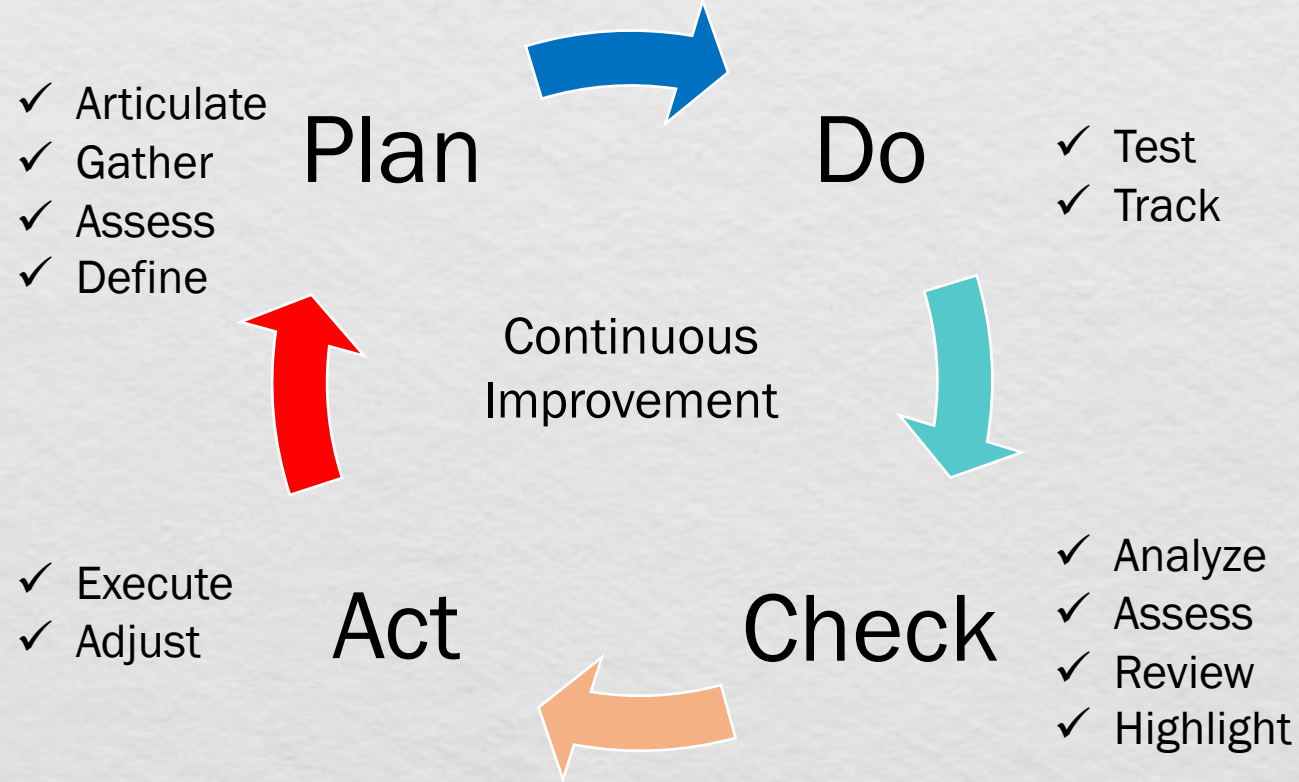 ✓ Articulate
✓ Gather
✓ Assess
✓ Define
Plan
Do
✓ Test
✓ Track
Continuous
Improvement
✓ Execute
✓ Adjust
Act
Check
✓ Analyze
✓ Assess
✓ Review
✓ Highlight